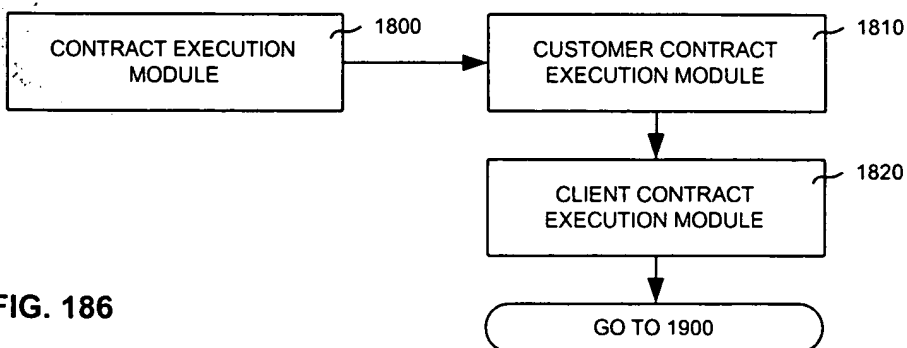 CONTRACT EXECUTION
MODULE
1800
CUSTOMER CONTRACT
EXECUTION MODULE
1810
CLIENT CONTRACT
EXECUTION MODULE
1820
GO TO 1900
FIG. 186